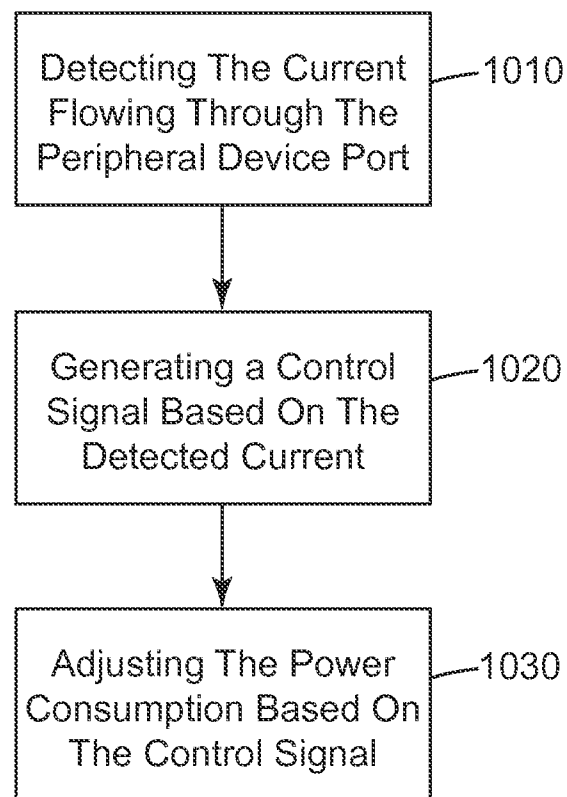 Detecting The Current
Flowing Through The
Peripheral Device Port
1010
Generating a Control
Signal Based On The
Detected Current
1020
Adjusting The Power
Consumption Based On
The Control Signal
1030